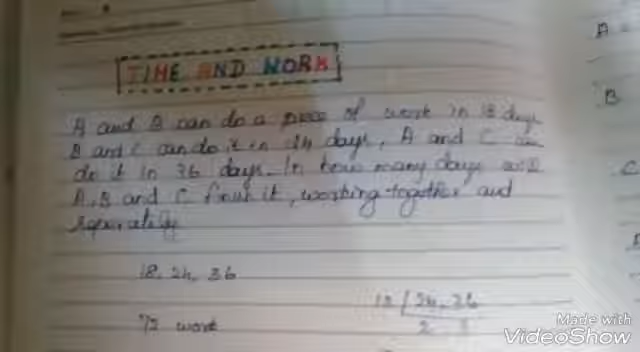 TIME AND WORK
A and B can do a piece of work in 18 days
B and C can do it in 24 days, A and C can
do it in 36 days. In how many days will
A, B and C finish it, working together and
separately
18, 24, 36
12 24, 36
72 work
2 3
A =
B
C
Made with
VideoShow